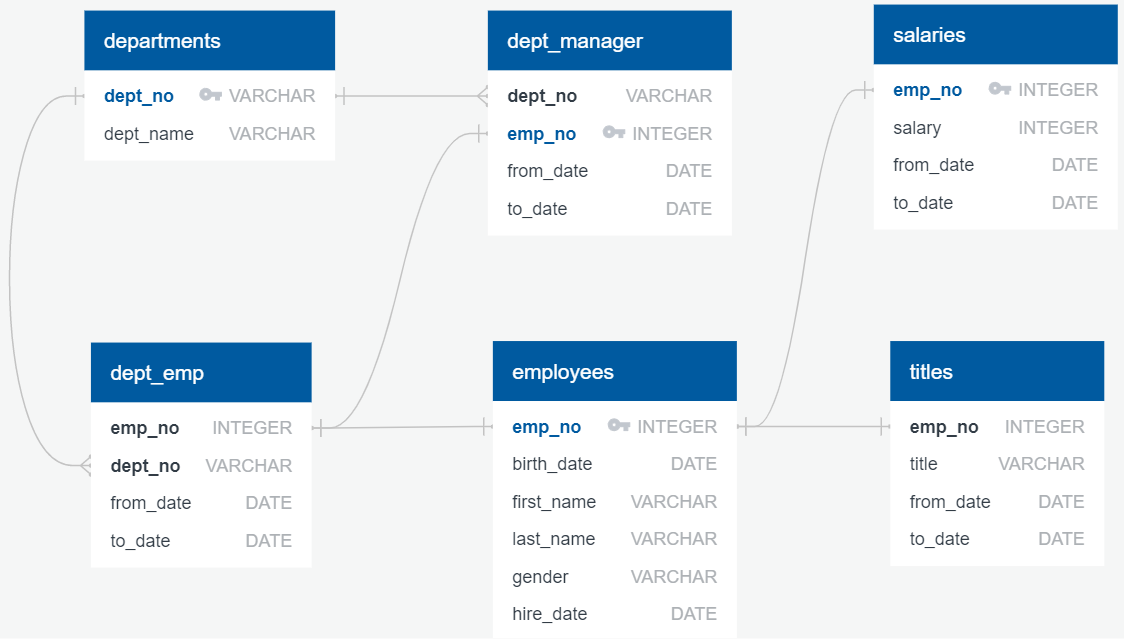 departments
dept_no VARCHAR
dept_name VARCHAR
dept_manager
dept_no VARCHAR
emp_no INTEGER
from_date DATE
to_date DATE
salaries
emp_no INTEGER
salary INTEGER
from_date DATE
to_date DATE
dept_emp
emp_no INTEGER
dept_no VARCHAR
from_date DATE
to_date DATE
employees
emp_no INTEGER
birth_date DATE
first_name VARCHAR
last_name VARCHAR
gender VARCHAR
hire_date DATE
titles
emp_no INTEGER
title VARCHAR
from_date DATE
to_date DATE